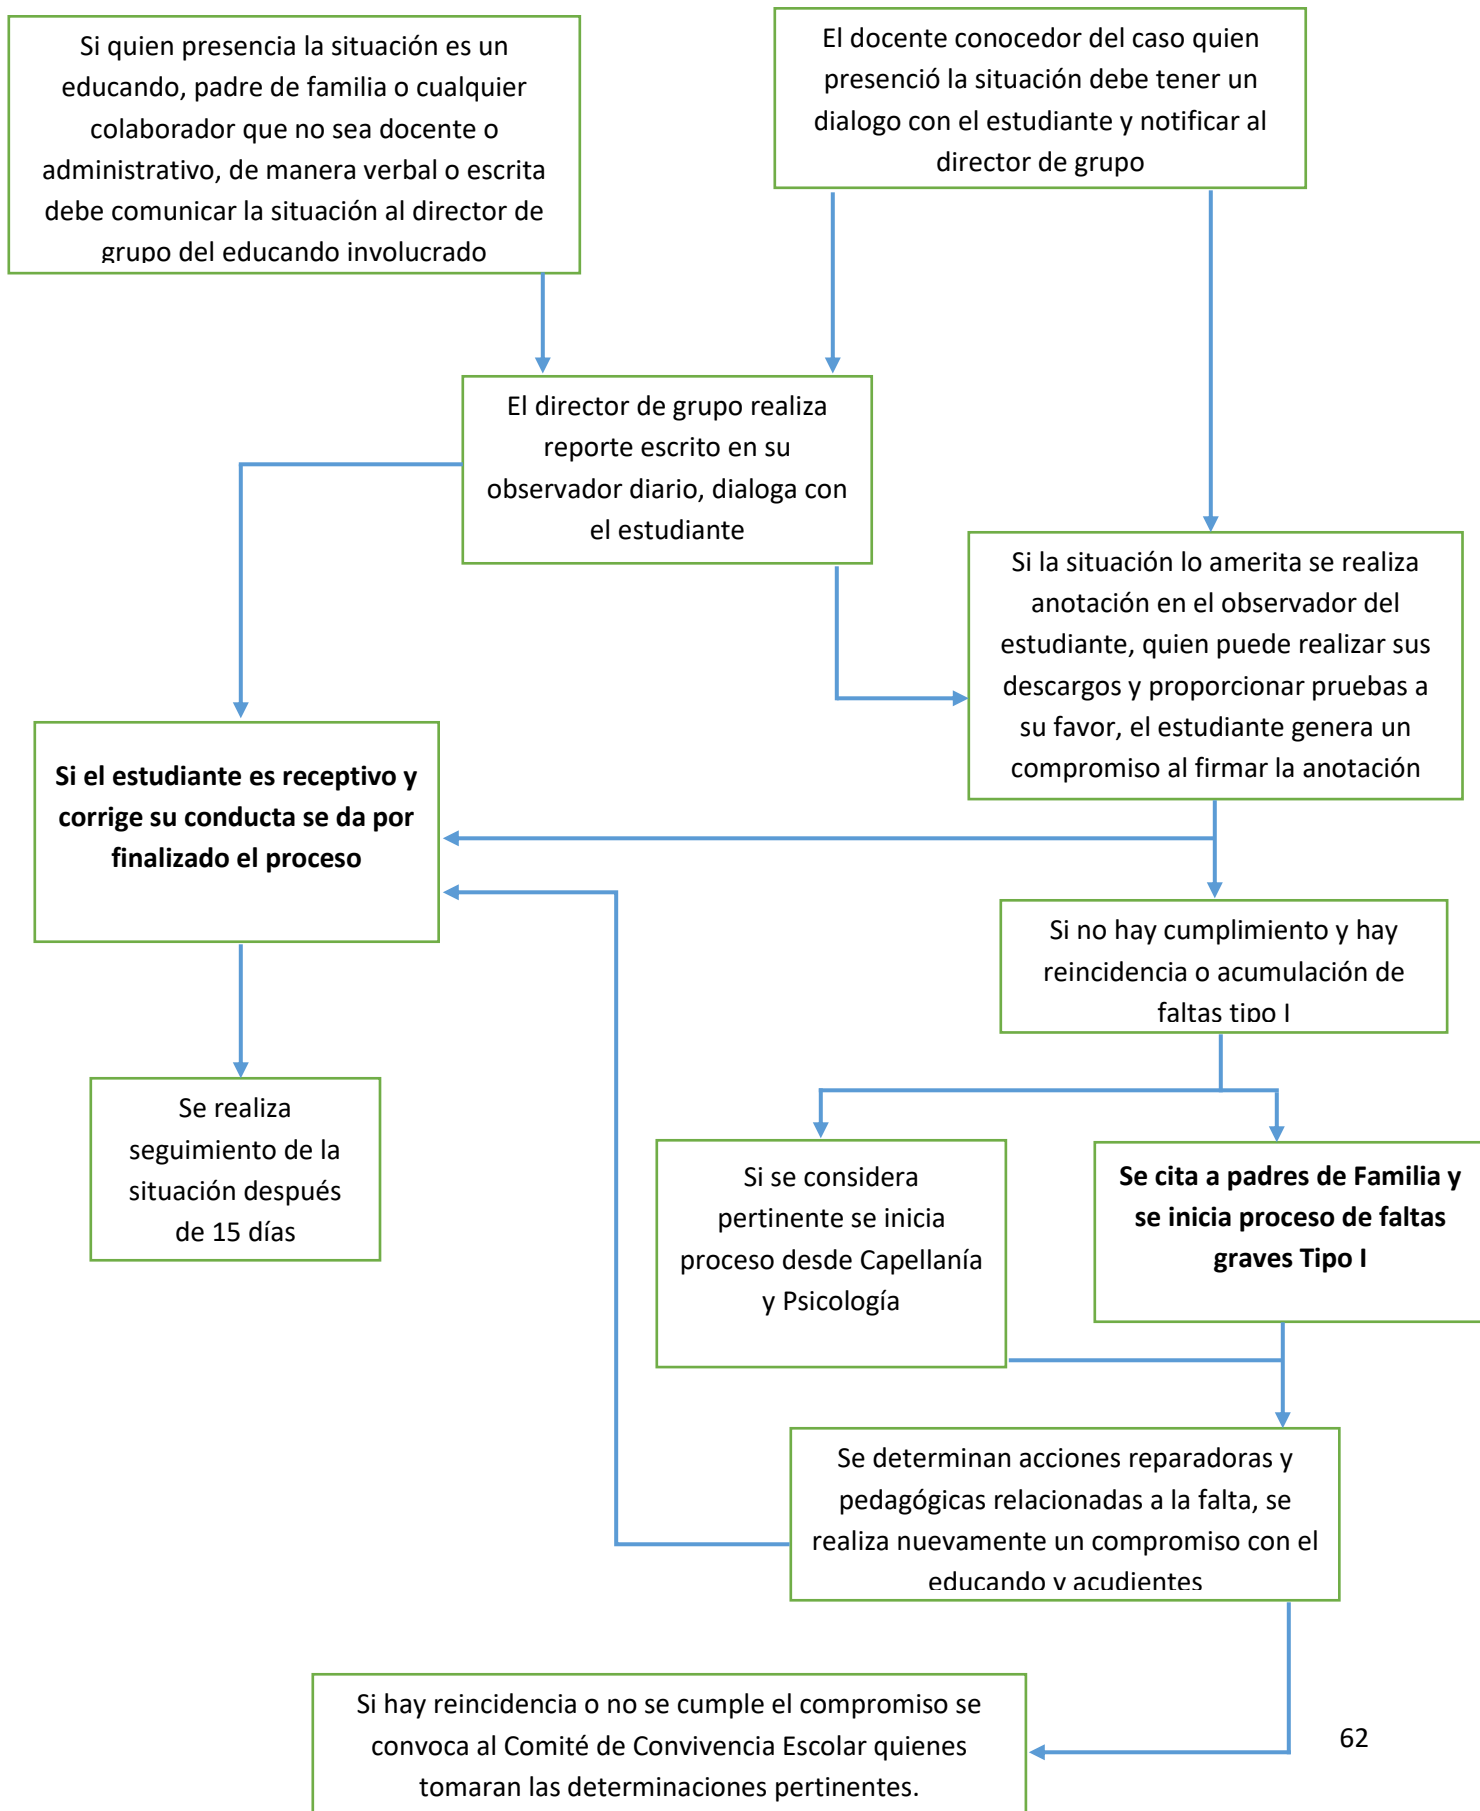 Si quien presencia la situación es un
educando, padre de familia o cualquier
colaborador que no sea docente o
administrativo, de manera verbal o escrita
debe comunicar la situación al director de
grupo del educando involucrado
El docente conocedor del caso quien
presenció la situación debe tener un
dialogo con el estudiante y notificar al
director de grupo
El director de grupo realiza
reporte escrito en su
observador diario, dialoga con
el estudiante
Si la situación lo amerita se realiza
anotación en el observador del
estudiante, quien puede realizar sus
descargos y proporcionar pruebas a
su favor, el estudiante genera un
compromiso al firmar la anotación
Si el estudiante es receptivo y
corrige su conducta se da por
finalizado el proceso
Si no hay cumplimiento y hay
reincidencia o acumulación de
faltas tipo I
Se realiza
seguimiento de la
situación después
de 15 días
Si se considera
pertinente se inicia
proceso desde Capellanía
y Psicología
Se cita a padres de Familia y
se inicia proceso de faltas
graves Tipo I
Se determinan acciones reparadoras y
pedagógicas relacionadas a la falta, se
realiza nuevamente un compromiso con el
educando y acudientes
Si hay reincidencia o no se cumple el compromiso se
convoca al Comité de Convivencia Escolar quienes
tomaran las determinaciones pertinentes.
62